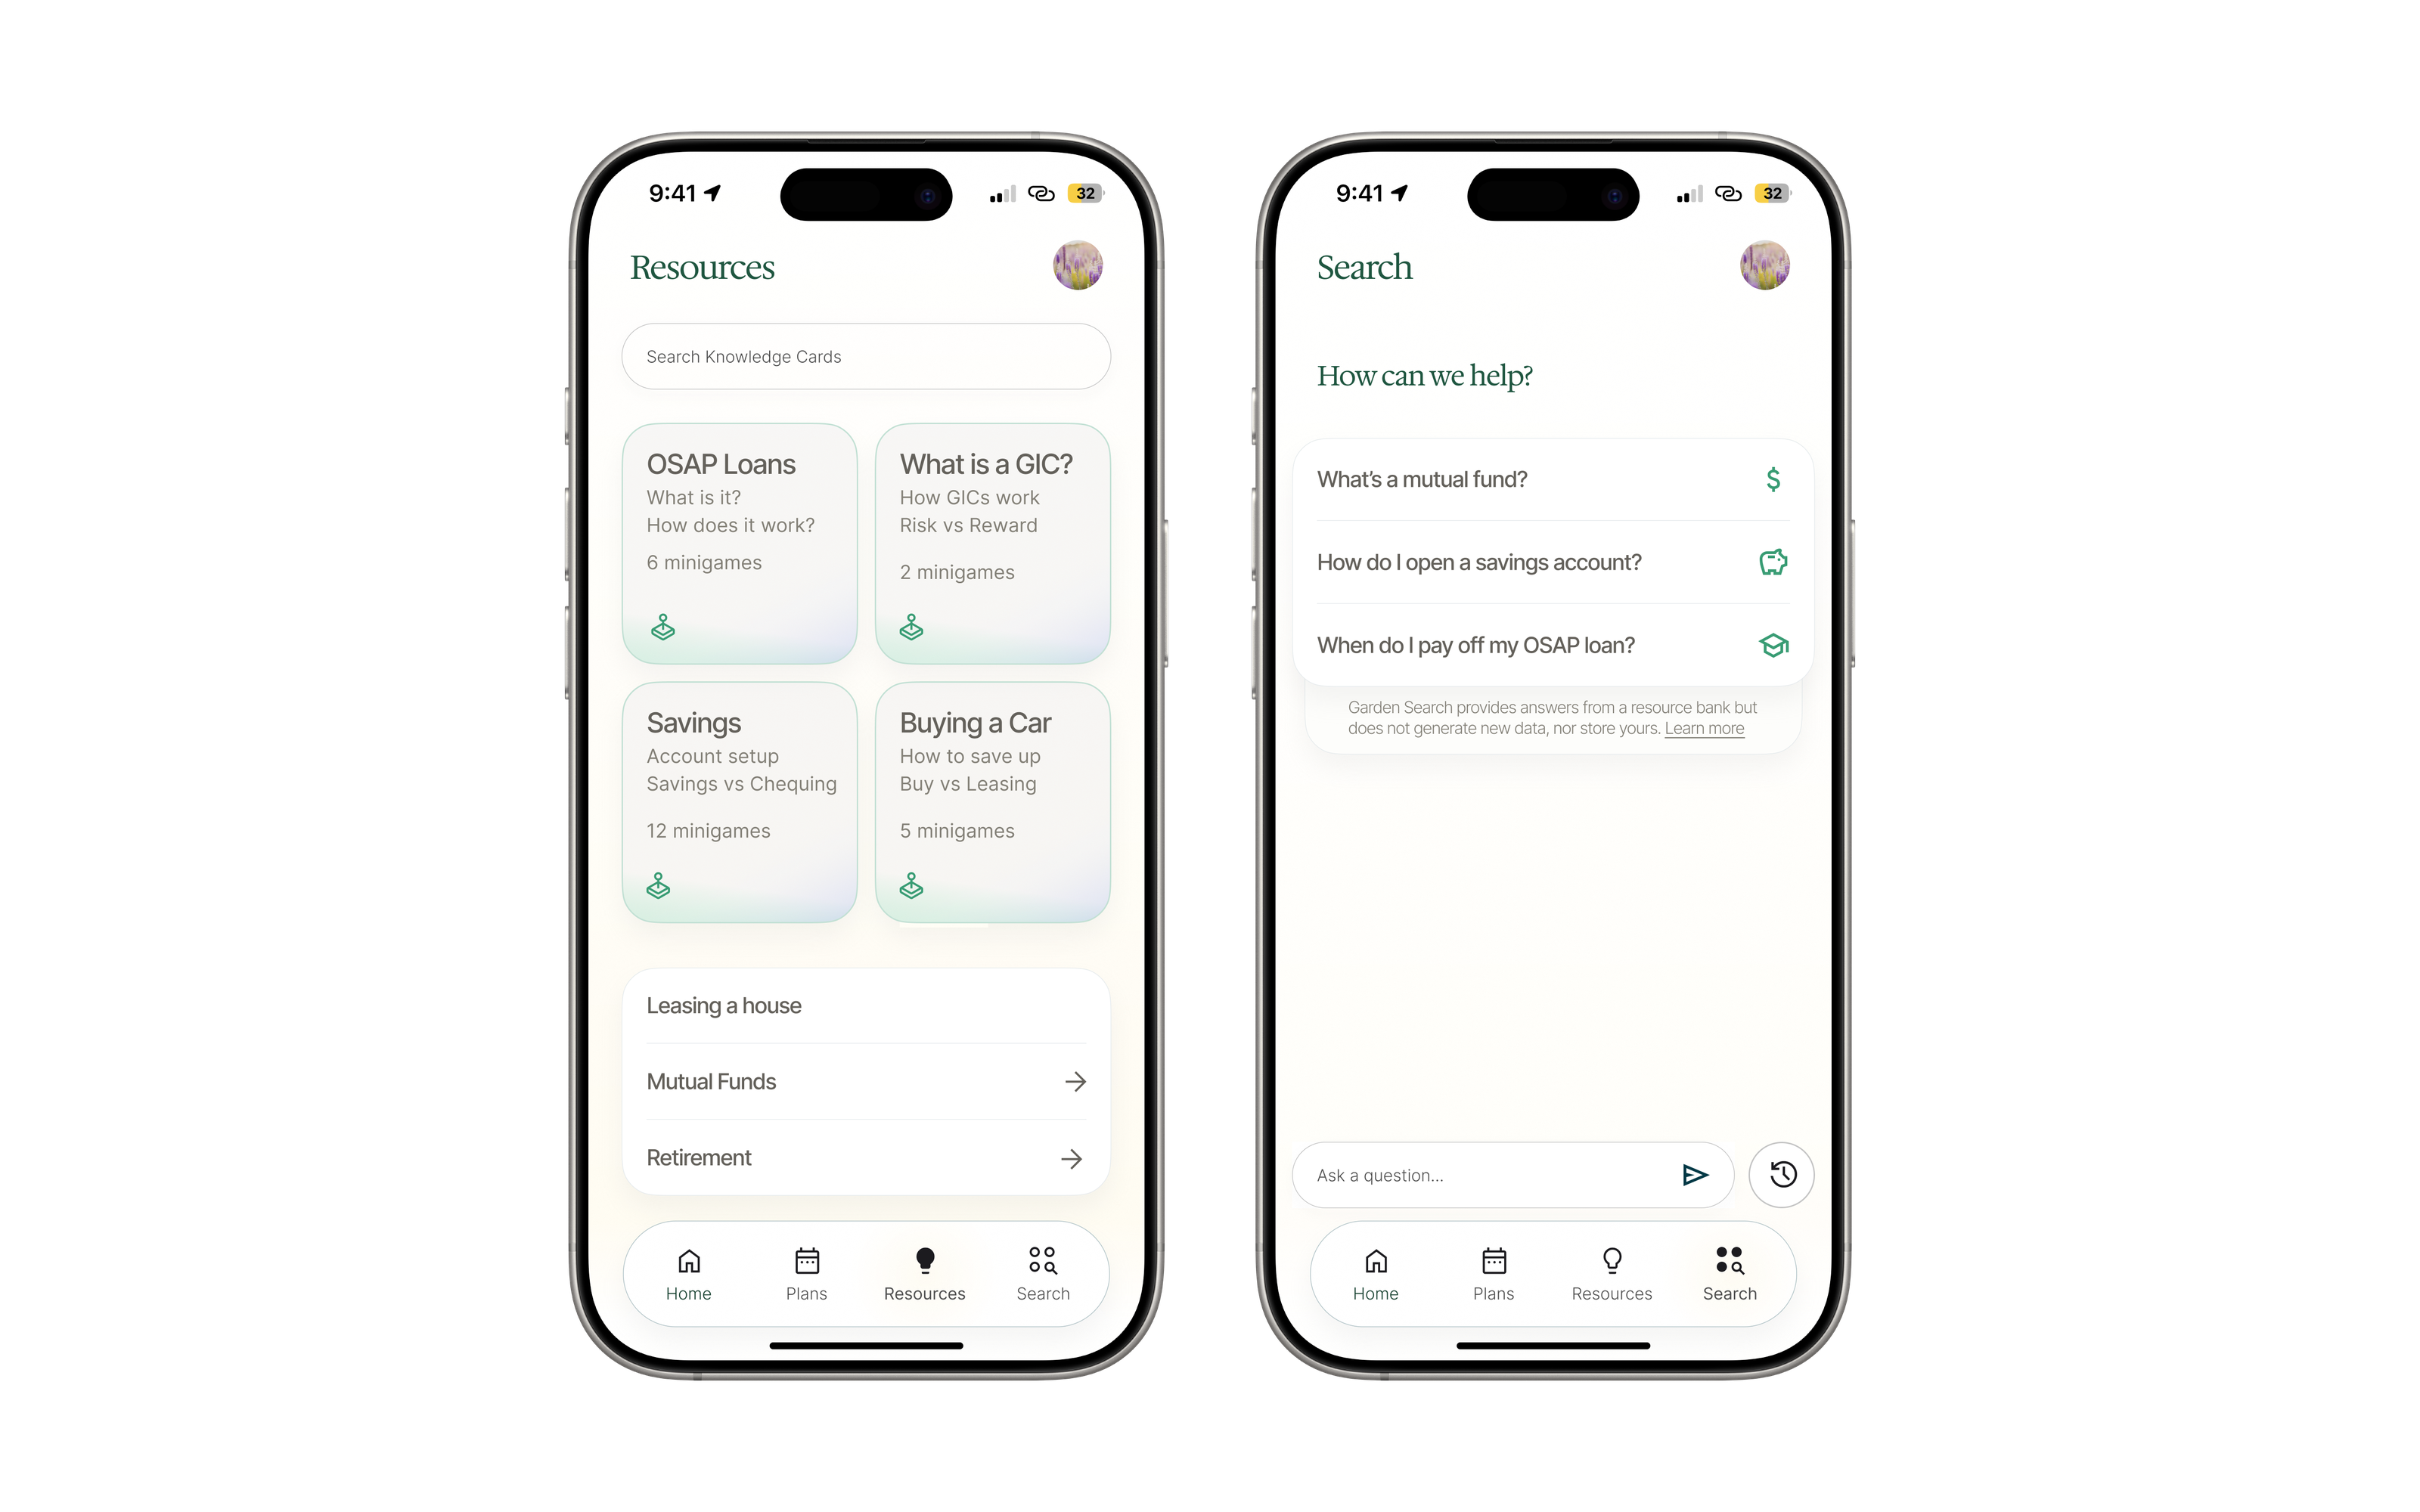 9:41
32
Resources
Search Knowledge Cards
OSAP Loans
What is it?
How does it work?
6 minigames
What is a GIC?
How GICs work
Risk vs Reward
2 minigames
Savings
Account setup
Savings vs Chequing
12 minigames
Buying a Car
How to save up
Buy vs Leasing
5 minigames
Leasing a house
Mutual Funds
Retirement
Home
Plans
Resources
Search
9:41
32
Search
How can we help?
What’s a mutual fund?
How do I open a savings account?
When do I pay off my OSAP loan?
Garden Search provides answers from a resource bank but
does not generate new data, nor store yours. Learn more
Ask a question...
Home
Plans
Resources
Search